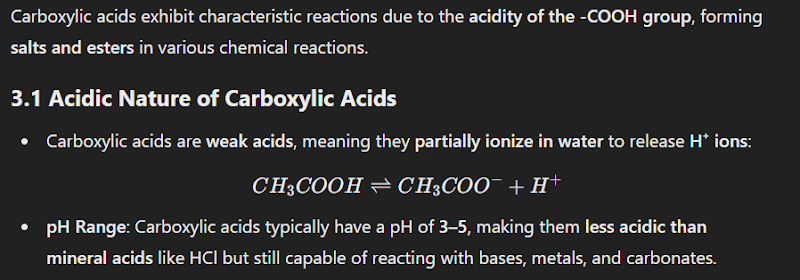 Carboxylic acids exhibit characteristic reactions due to the acidity of the -COOH group, forming
salts and esters in various chemical reactions.
3.1 Acidic Nature of Carboxylic Acids
• Carboxylic acids are weak acids, meaning they partially ionize in water to release H⁺ ions:
CH₃COOH ⇌ CH₃COO⁻ + H⁺
• pH Range: Carboxylic acids typically have a pH of 3–5, making them less acidic than
mineral acids like HCl but still capable of reacting with bases, metals, and carbonates.